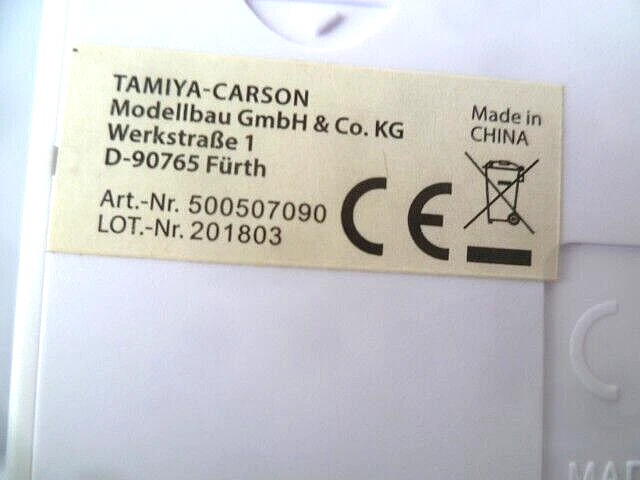 TAMIYA-CARSON
Modellbau GmbH & Co. KG
Werkstraße 1
D-90765 Fürth
Art.-Nr. 500507090
LOT.-Nr. 201803
Made in
CHINA
CE
C